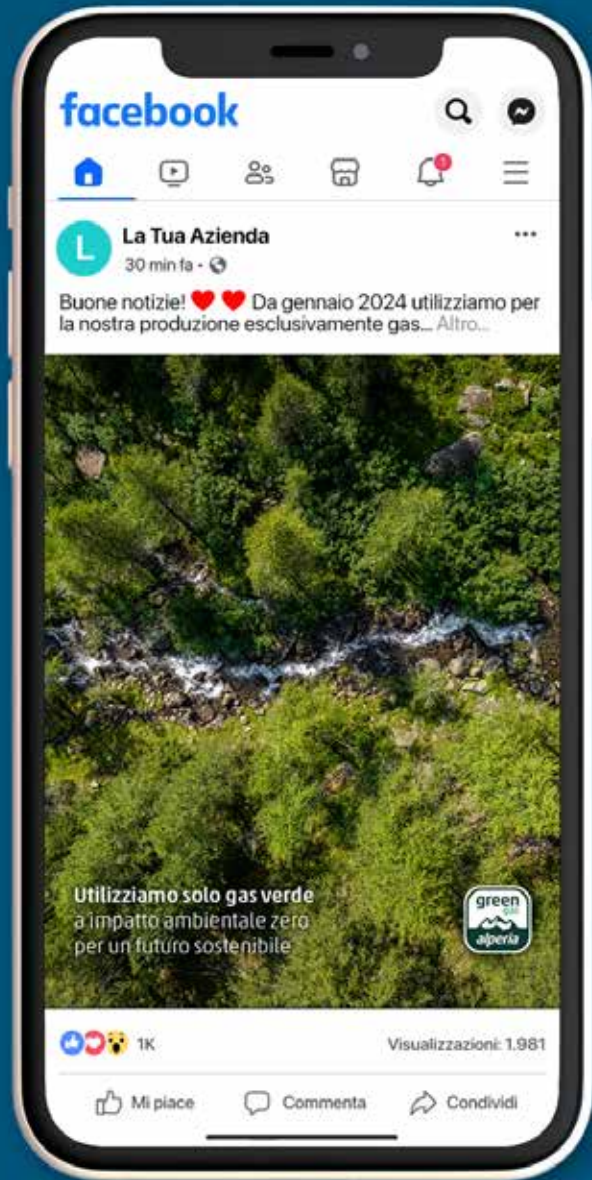 facebook
1
L
La Tua Azienda
30 min fa -
Buone notizie! ❤️ ❤️ Da gennaio 2024 utilizziamo per
la nostra produzione esclusivamente gas... Altro...
Utilizziamo solo gas verde
a impatto ambientale zero
per un futuro sostenibile
green
gas
alperia
1K
Visualizzazioni: 1.981
Mi piace
Commenta
Condividi